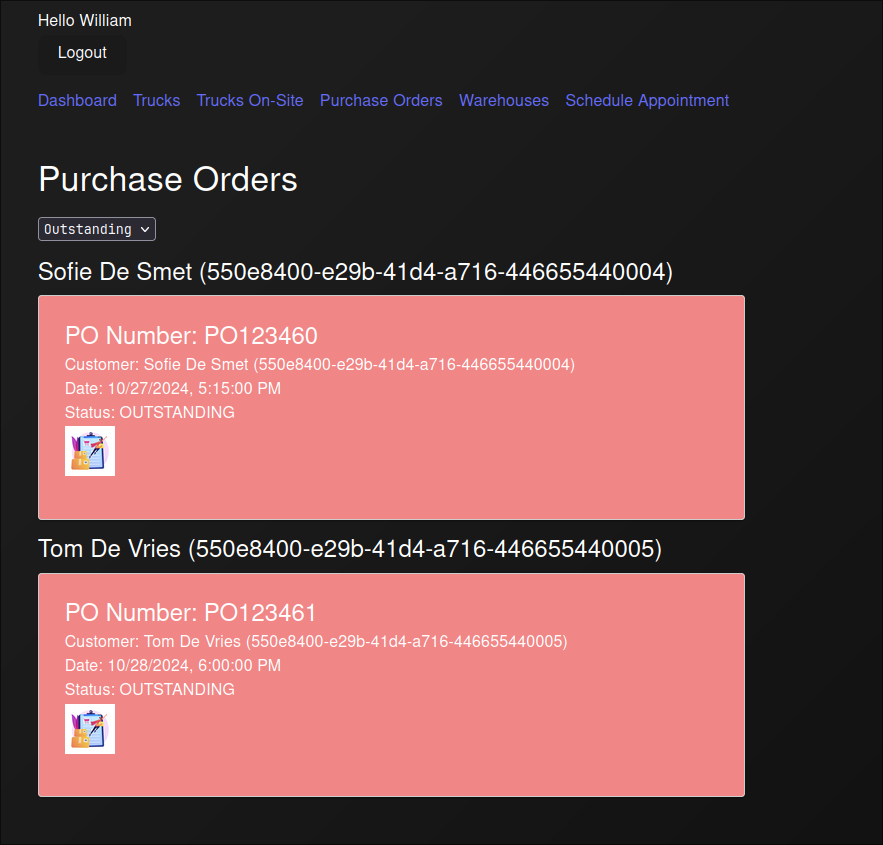 Hello William
Logout
Dashboard Trucks Trucks On-Site Purchase Orders Warehouses Schedule Appointment
Purchase Orders
Outstanding
Sofie De Smet (550e8400-e29b-41d4-a716-446655440004)
PO Number: PO123460
Customer: Sofie De Smet (550e8400-e29b-41d4-a716-446655440004)
Date: 10/27/2024, 5:15:00 PM
Status: OUTSTANDING
Tom De Vries (550e8400-e29b-41d4-a716-446655440005)
PO Number: PO123461
Customer: Tom De Vries (550e8400-e29b-41d4-a716-446655440005)
Date: 10/28/2024, 6:00:00 PM
Status: OUTSTANDING